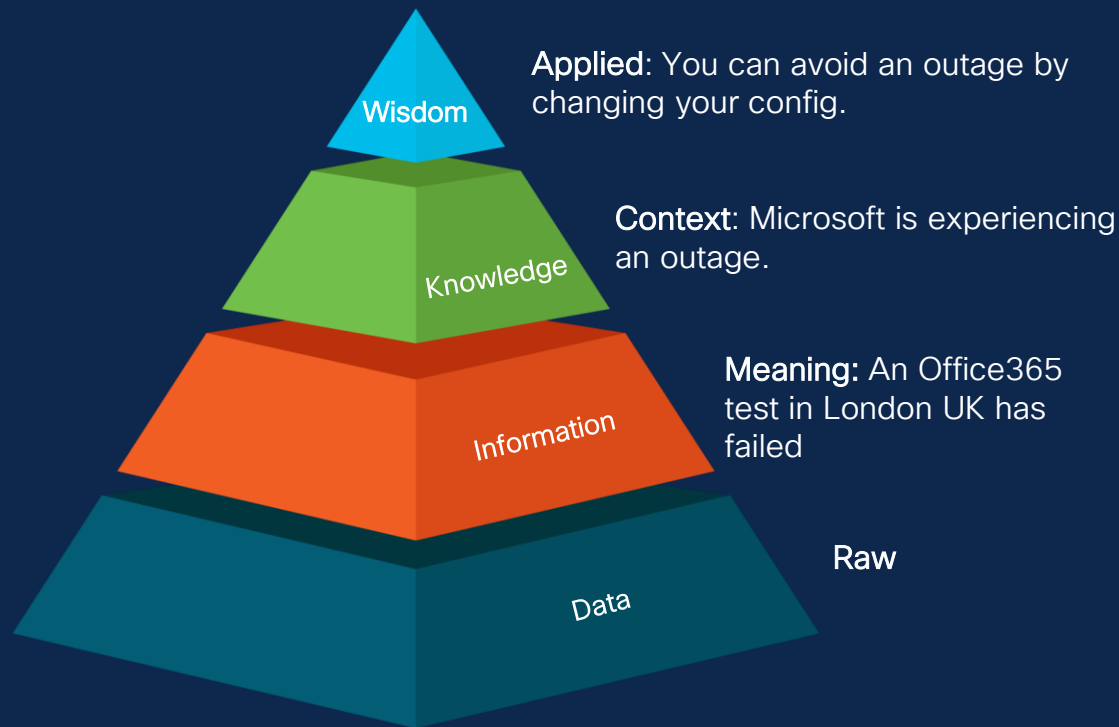 Wisdom
Applied: You can avoid an outage by
changing your config.
Knowledge
Context: Microsoft is experiencing
an outage.
Information
Meaning: An Office365
test in London UK has
failed
Data
Raw